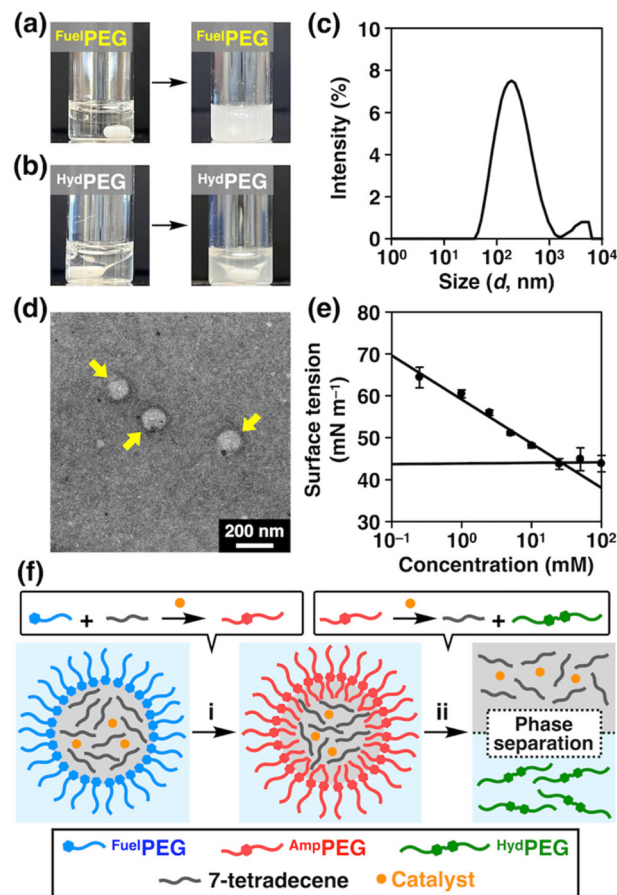 (a)
FuelPEG
FuelPEG
(b)
HydPEG
HydPEG
(c)
Intensity (%)
10
8
6
4
2
0
10⁰ 10¹ 10² 10³ 10⁴
Size (d, nm)
(d)
200 nm
(e)
Surface tension
(mN m⁻¹)
70
60
50
40
30
10⁻¹ 10⁰ 10¹ 10²
Concentration (mM)
(f)
+
+
i
ii
Phase
separation
FuelPEG
AmpPEG
HydPEG
7-tetradecene
Catalyst